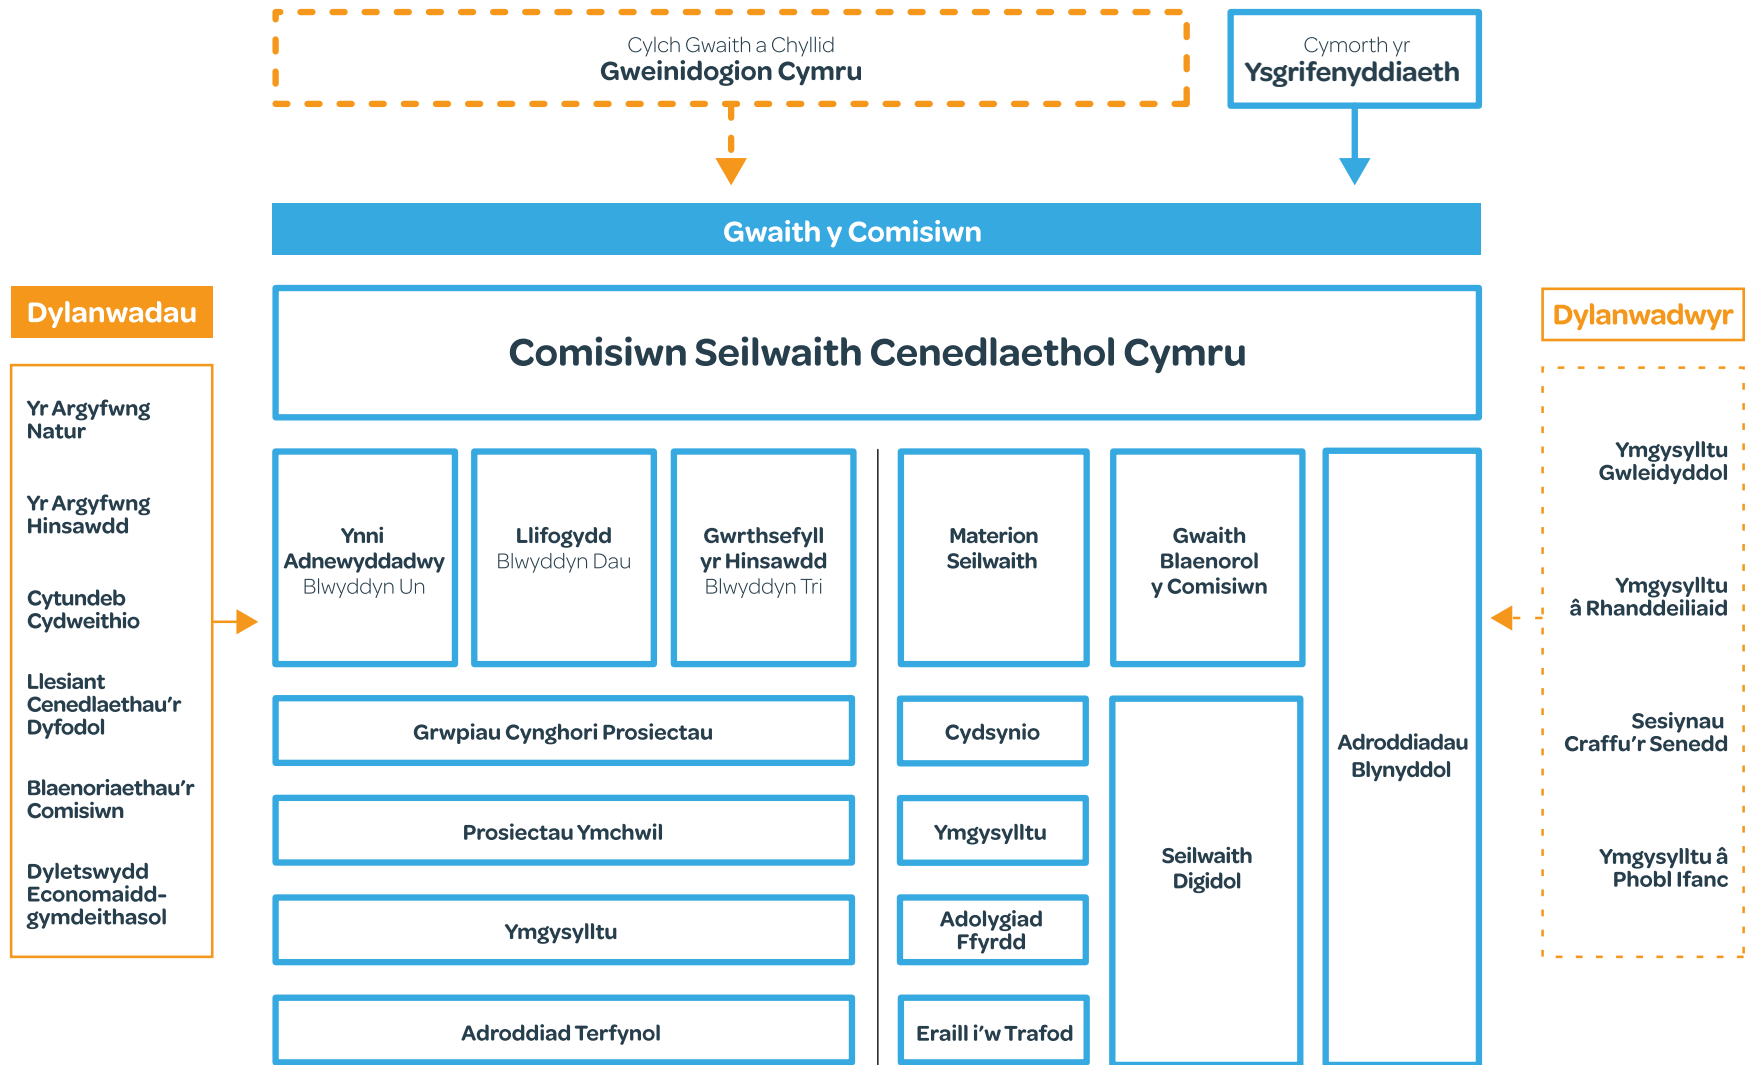 Cylch Gwaith a Chyllid
Gweinidogion Cymru
Cymorth yr
Ysgrifenyddiaeth
Gwaith y Comisiwn
Dylanwadau
Yr Argyfwng
Natur
Yr Argyfwng
Hinsawdd
Cytundeb
Cydweithio
Llesiant
Cenedlaethau'r
Dyfodol
Blaenoriaethau'r
Comisiwn
Dyletswydd
Economaidd-
gymdeithasol
Comisiwn Seilwaith Cenedlaethol Cymru
Ynni
Adnewyddadwy
Blwyddyn Un
Llifogydd
Blwyddyn Dau
Gwrthsefyll
yr Hinsawdd
Blwyddyn Tri
Grwpiau Cynghori Prosiectau
Prosiectau Ymchwil
Ymgysylltu
Adroddiad Terfynol
Materion
Seilwaith
Cydsynio
Ymgysylltu
Adolygiad
Ffyrdd
Eraill i'w Trafod
Gwaith
Blaenorol
y Comisiwn
Seilwaith
Digidol
Adroddiadau
Blynyddol
Dylanwadwyr
Ymgysylltu
Gwleidyddol
Ymgysylltu
â Rhanddeiliaid
Sesiynau
Craffu'r Senedd
Ymgysylltu â
Phobl Ifanc